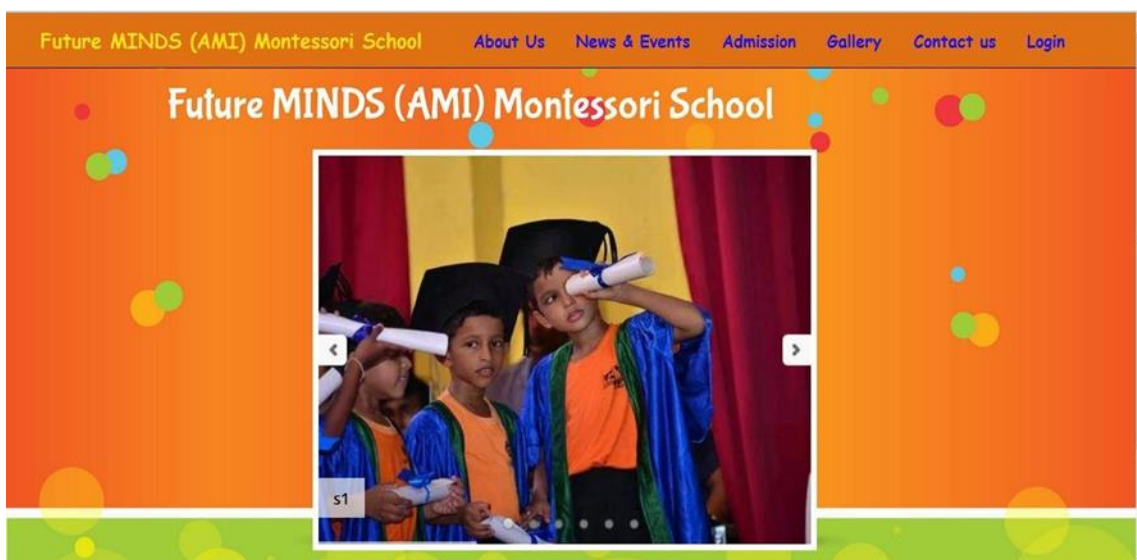 Future MINDS (AMI) Montessori School About Us News & Events Admission Gallery Contact us Login
Future MINDS (AMI) Montessori School
s1